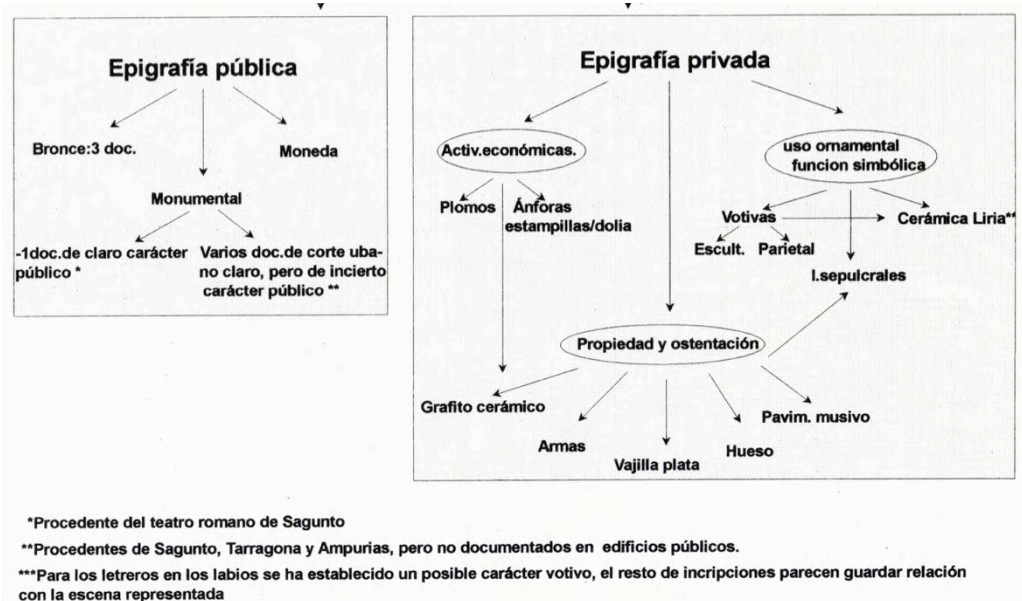 Epigrafía pública
Bronce:3 doc.
Moneda
Monumental
-1doc.de claro carácter
público *
Varios doc.de corte uba-
no claro, pero de incierto
carácter público **
Epigrafía privada
Activ.económicas.
uso ornamental
funcion simbólica
Plomos
Ánforas
estampillas/dolia
Votivas
Cerámica Liria**
Escult.
Parietal
I.sepulcrales
Propiedad y ostentación
Grafito cerámico
Armas
Vajilla plata
Hueso
Pavim. musivo
*Procedente del teatro romano de Sagunto
**Procedentes de Sagunto, Tarragona y Ampurias, pero no documentados en edificios públicos.
***Para los letreros en los labios se ha establecido un posible carácter votivo, el resto de incripciones parecen guardar relación
con la escena representada